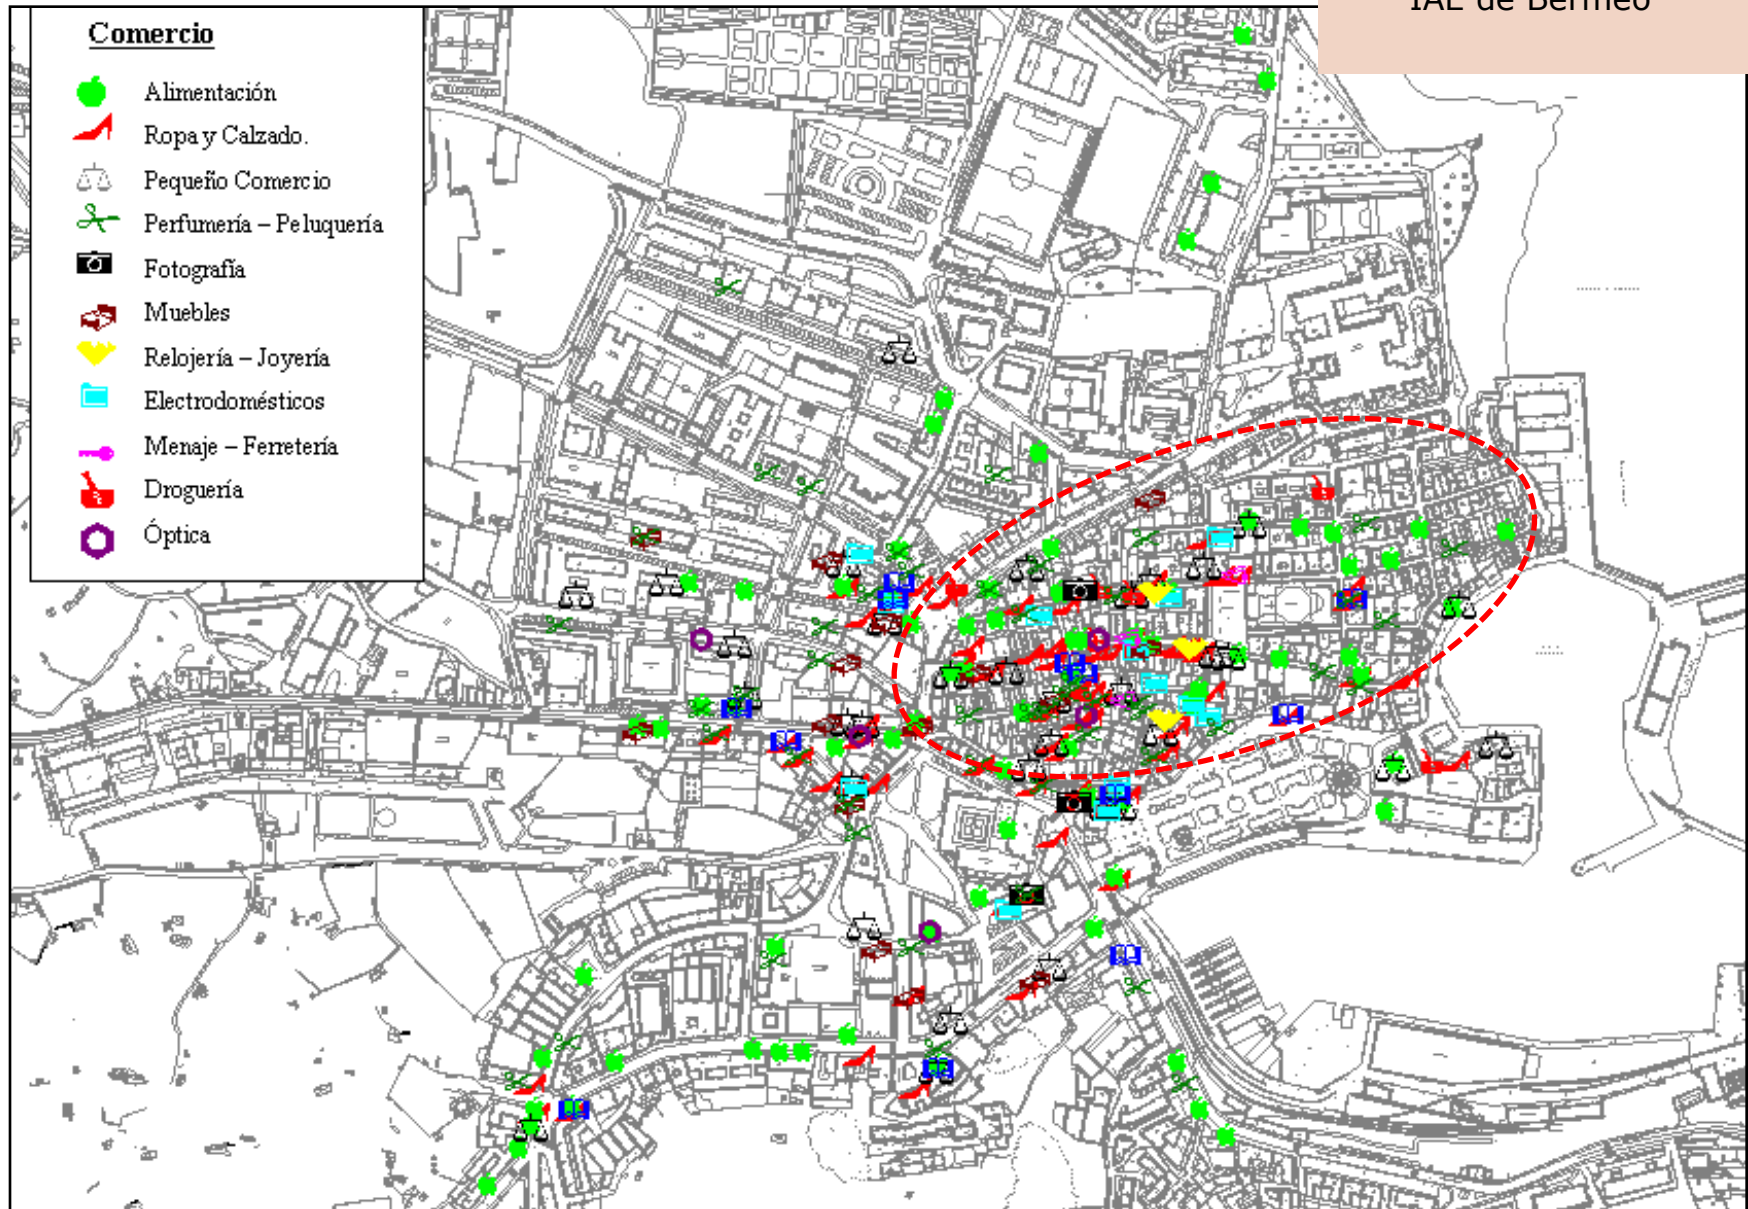 IAE de Bermeo
Comercio
Alimentación
Ropa y Calzado.
Pequeño Comercio
Perfumería – Peluquería
Fotografía
Muebles
Relojería – Joyería
Electrodomésticos
Menaje – Ferretería
Droguería
Óptica